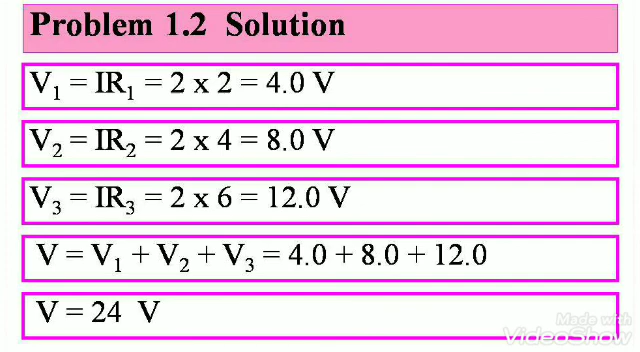 Problem 1.2 Solution
V₁ = IR₁ = 2 x 2 = 4.0 V
V₂ = IR₂ = 2 x 4 = 8.0 V
V₃ = IR₃ = 2 x 6 = 12.0 V
V = V₁ + V₂ + V₃ = 4.0 + 8.0 + 12.0
V = 24 V
Made with
VideoShow